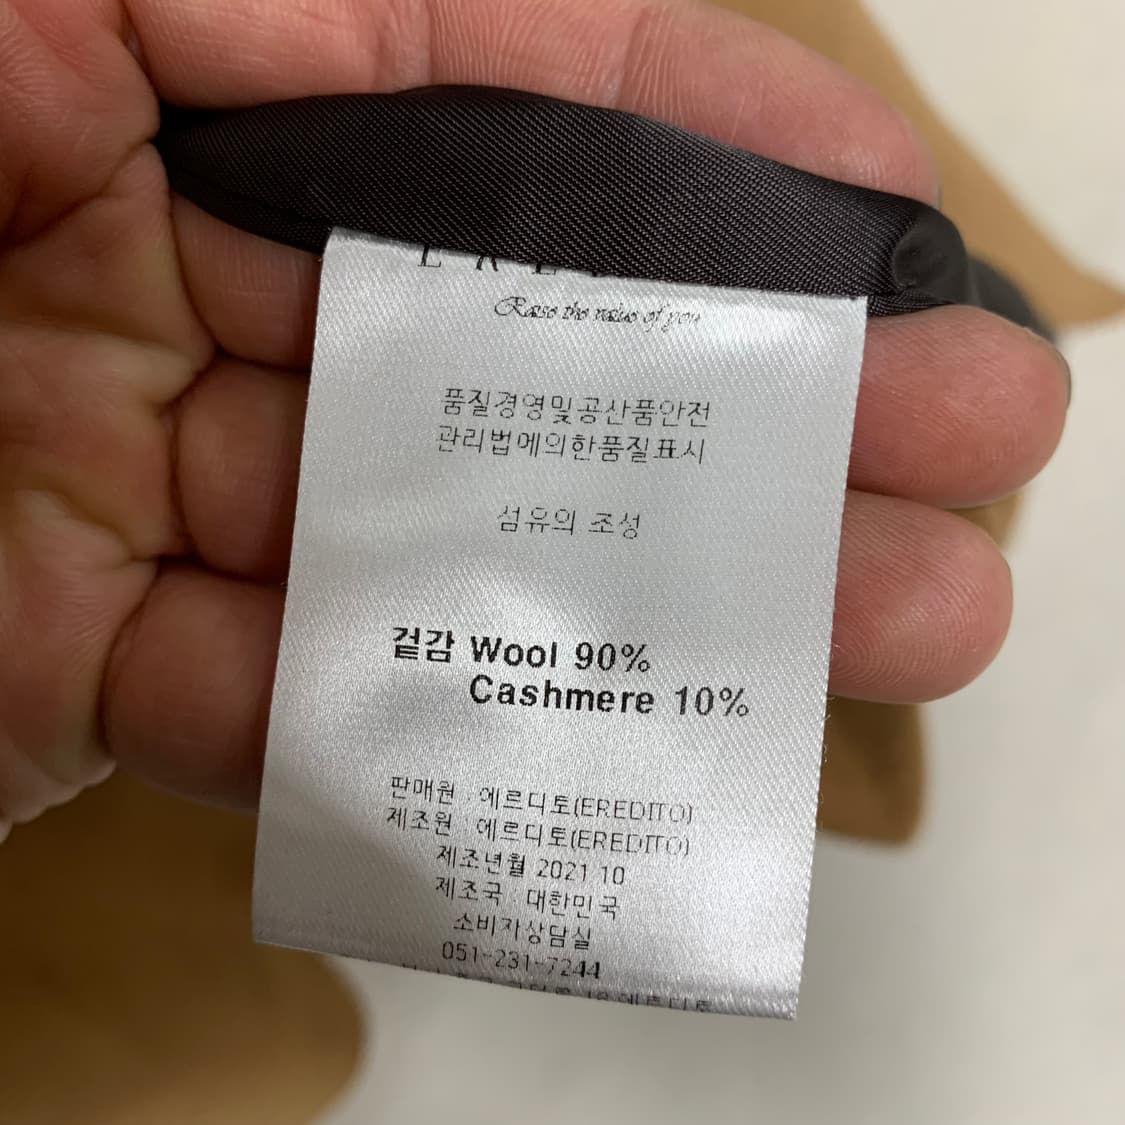 Raise the value of you
품질경영및공산품안전
관리법에의한품질표시
섬유의 조성
겉감 Wool 90%
Cashmere 10%
판매원 : 에르디토(EREDITO)
제조원 : 에르디토(EREDITO)
제조년월 2021.10
제조국 : 대한민국
소비자상담실
051-231-7244